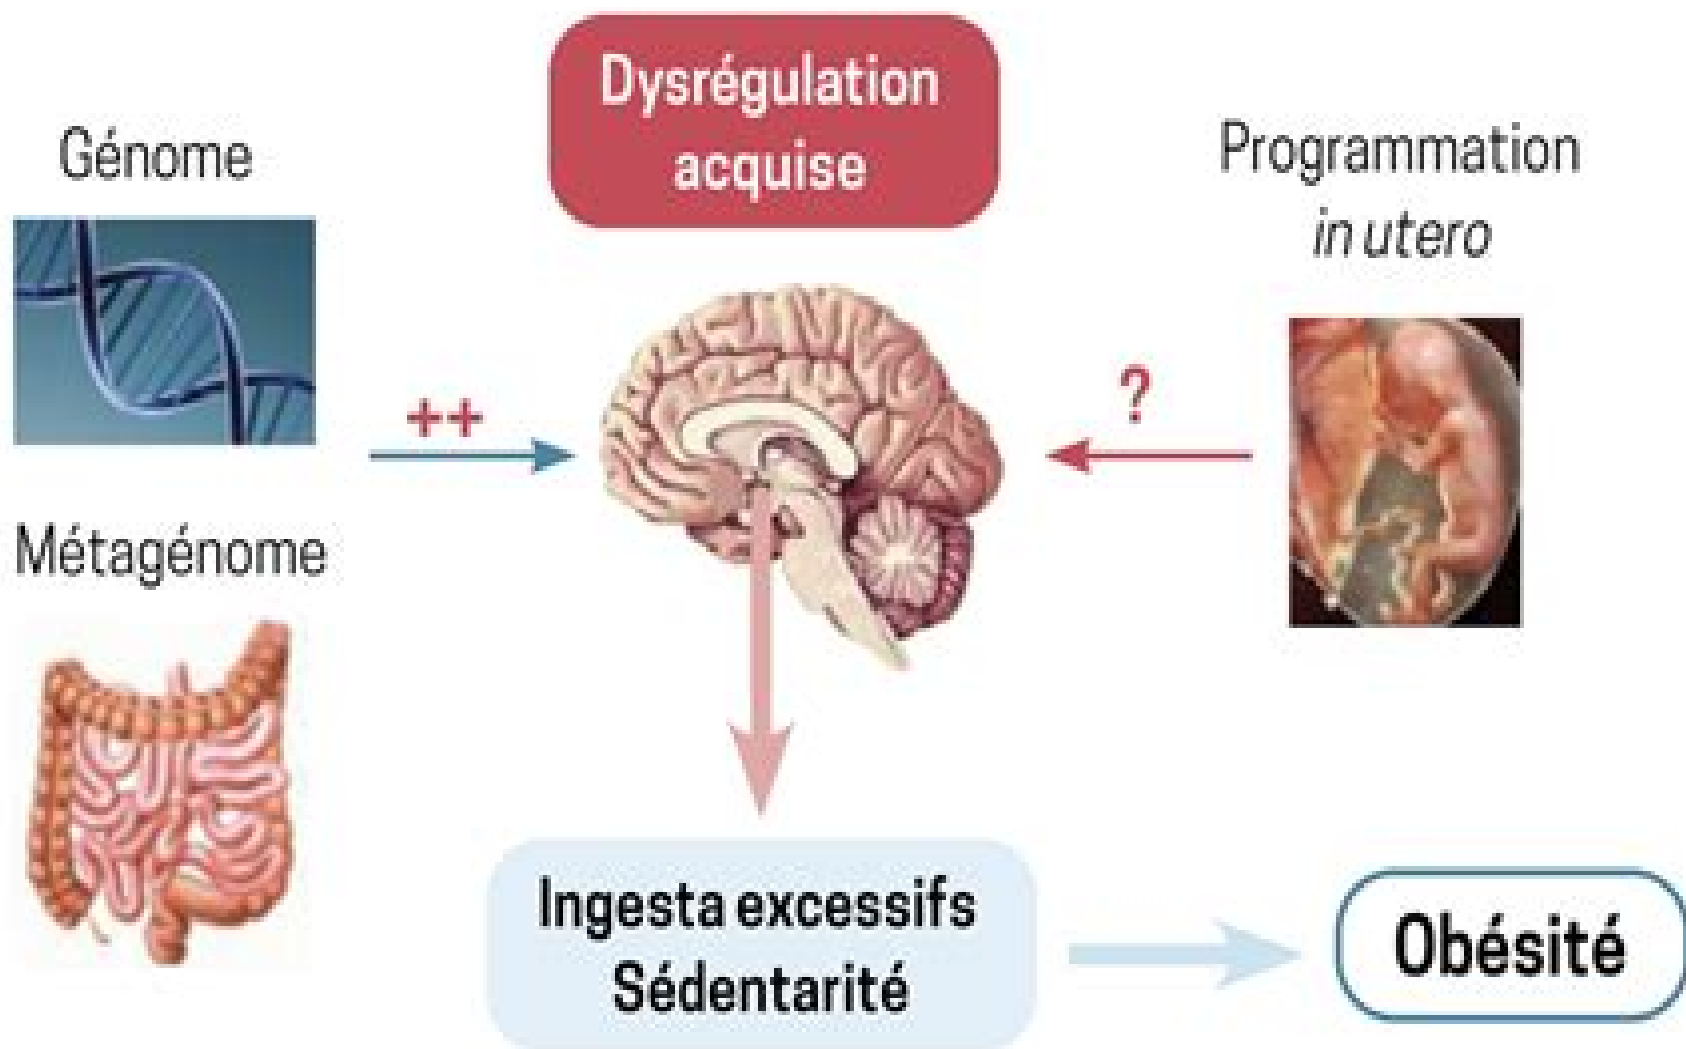 Dysrégulation
acquise
Génome
Programmation
in utero
++
?
Métagénome
Ingesta excessifs
Sédentarité
Obésité